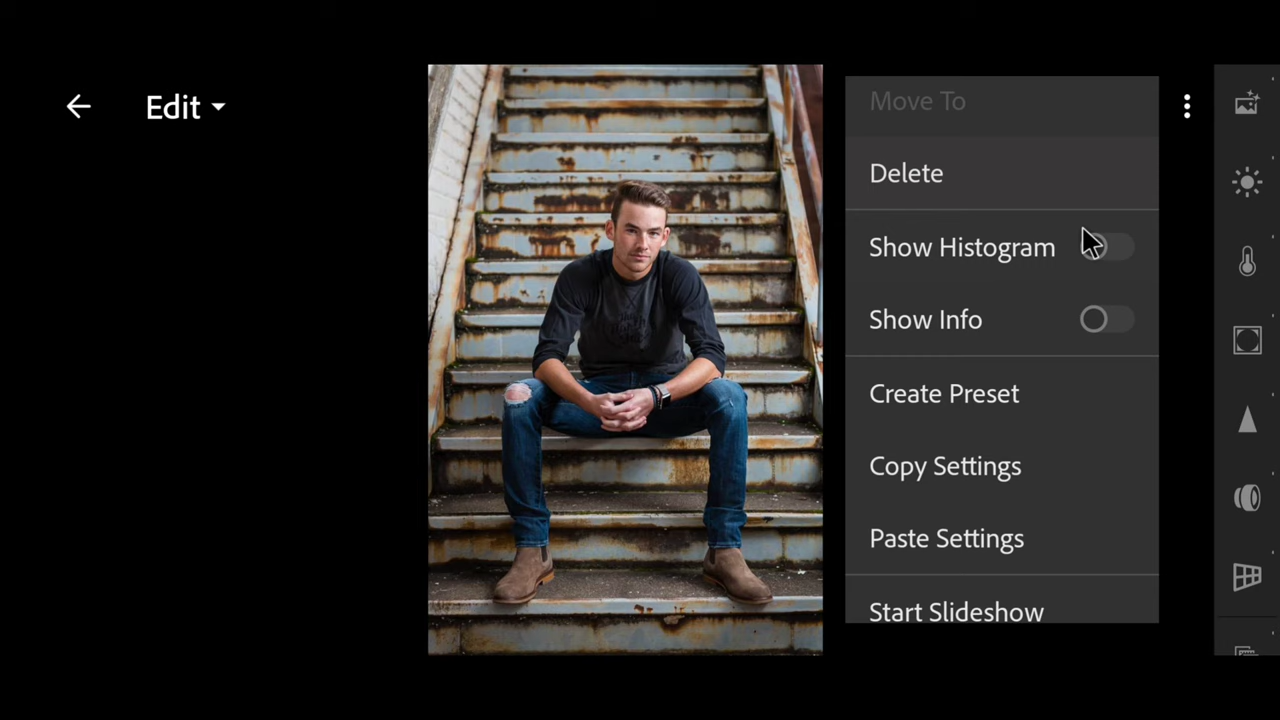 Edit
Move To
Delete
Show Histogram
Show Info
Create Preset
Copy Settings
Paste Settings
Start Slideshow